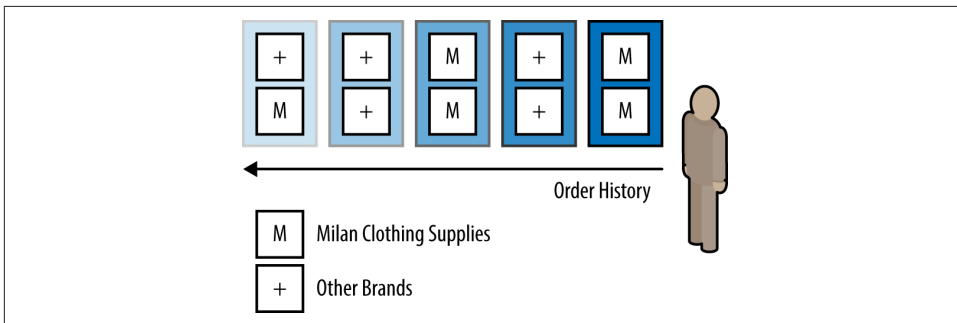 + + M + M
M + M + M
Order History
M Milan Clothing Supplies
+ Other Brands